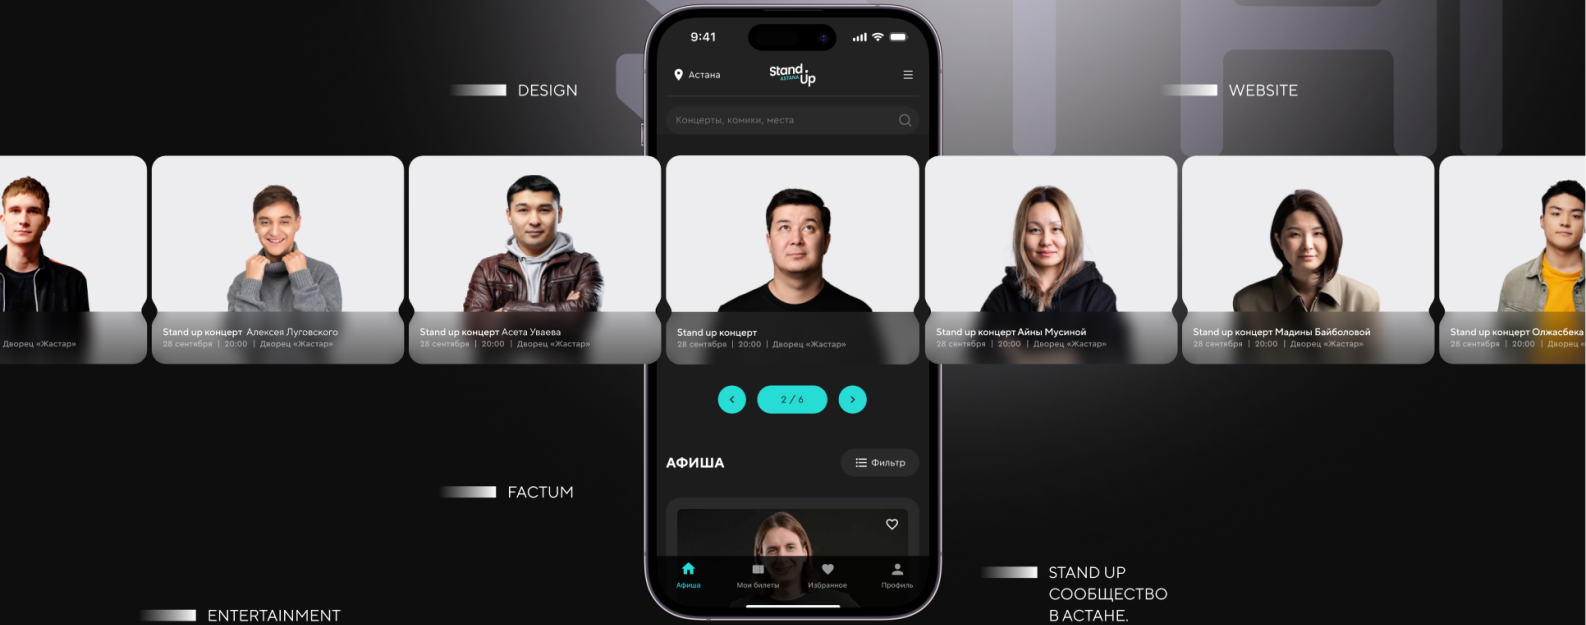 9:41
Астана
Stand Up
АСТАНА
DESIGN
WEBSITE
Концерты, комики, места
Дворец «Жастар»
Stand up концерт Алексея Луговского
28 сентября | 20:00 | Дворец «Жастар»
Stand up концерт Асета Уваева
28 сентября | 20:00 | Дворец «Жастар»
Stand up концерт
28 сентября | 20:00 | Дворец «Жастар»
Stand up концерт Айны Мусиной
28 сентября | 20:00 | Дворец «Жастар»
Stand up концерт Мадины Байболовой
28 сентября | 20:00 | Дворец «Жастар»
Stand up концерт Олжасбека
28 сентября | 20:00 | Дворец «
2 / 6
АФИША
Фильтр
FACTUM
Афиша
Мои билеты
Избранное
Профиль
STAND UP
СООБЩЕСТВО
В АСТАНЕ.
ENTERTAINMENT